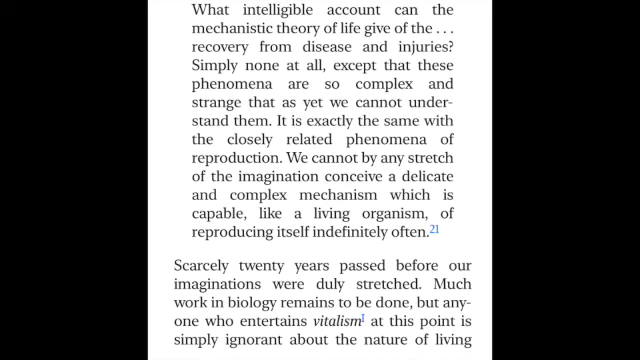 What intelligible account can the
mechanistic theory of life give of the . . .
recovery from disease and injuries?
Simply none at all, except that these
phenomena are so complex and
strange that as yet we cannot under-
stand them. It is exactly the same with
the closely related phenomena of
reproduction. We cannot by any stretch
of the imagination conceive a delicate
and complex mechanism which is
capable, like a living organism, of
reproducing itself indefinitely often.21
Scarcely twenty years passed before our
imaginations were duly stretched. Much
work in biology remains to be done, but any-
one who entertains vitalismI at this point is
simply ignorant about the nature of living